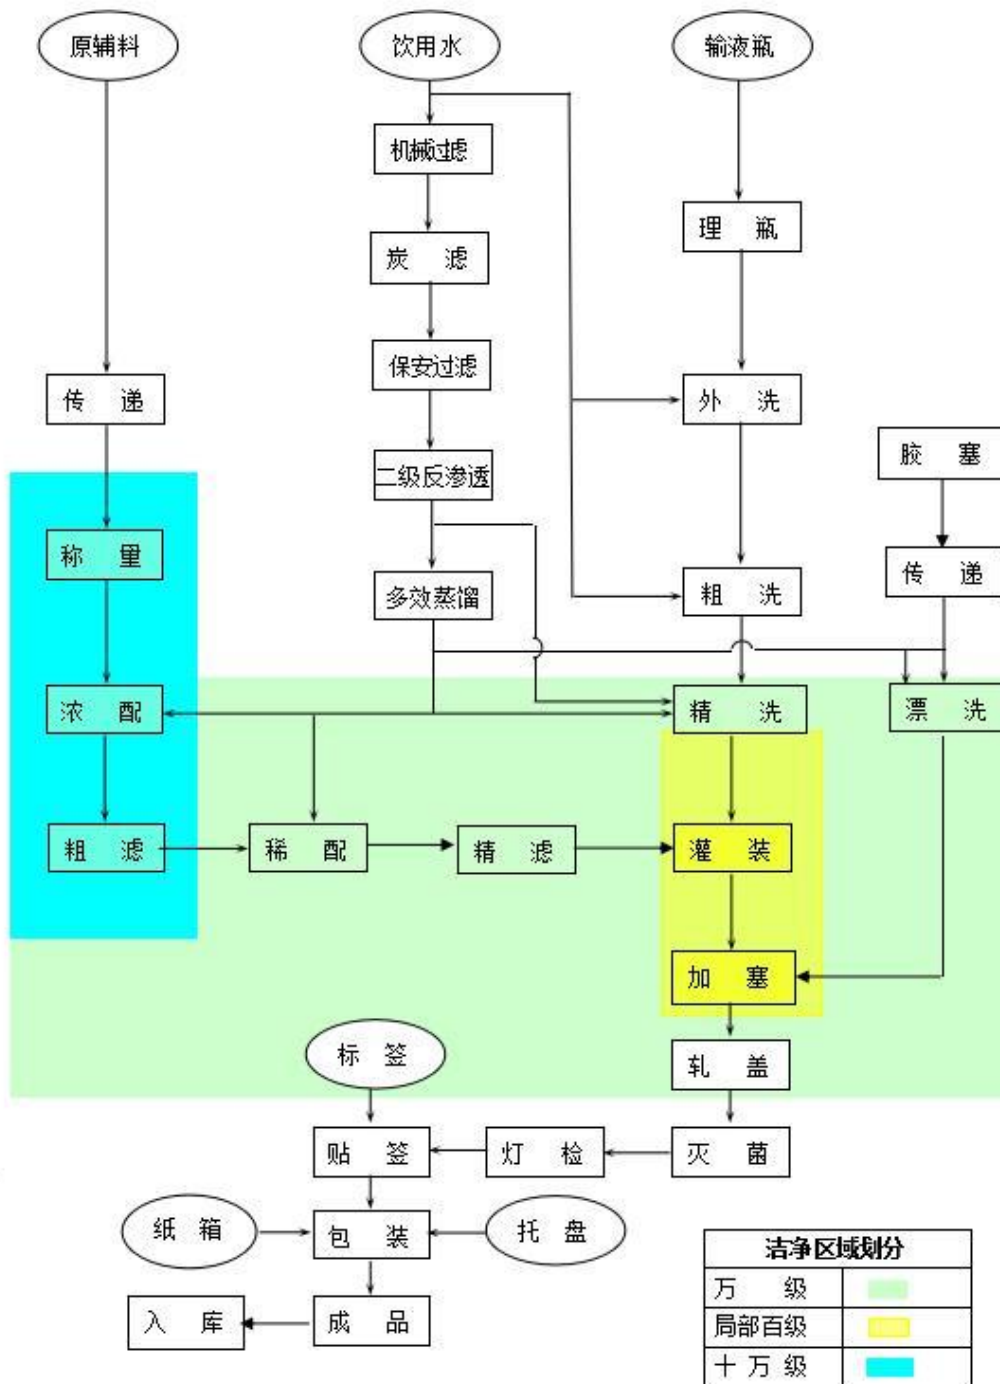 原辅料
饮用水
输液瓶
机械过滤
理 瓶
炭 滤
保安过滤
传 递
外 洗
胶 塞
二级反渗透
称 量
传 递
多效蒸馏
粗 洗
浓 配
精 洗
漂 洗
粗 滤
稀 配
精 滤
灌 装
加 塞
标 签
轧 盖
贴 签
灯 检
灭 菌
纸 箱
包 装
托 盘
入 库
成 品
洁净区域划分
万 级
局部百级
十 万 级